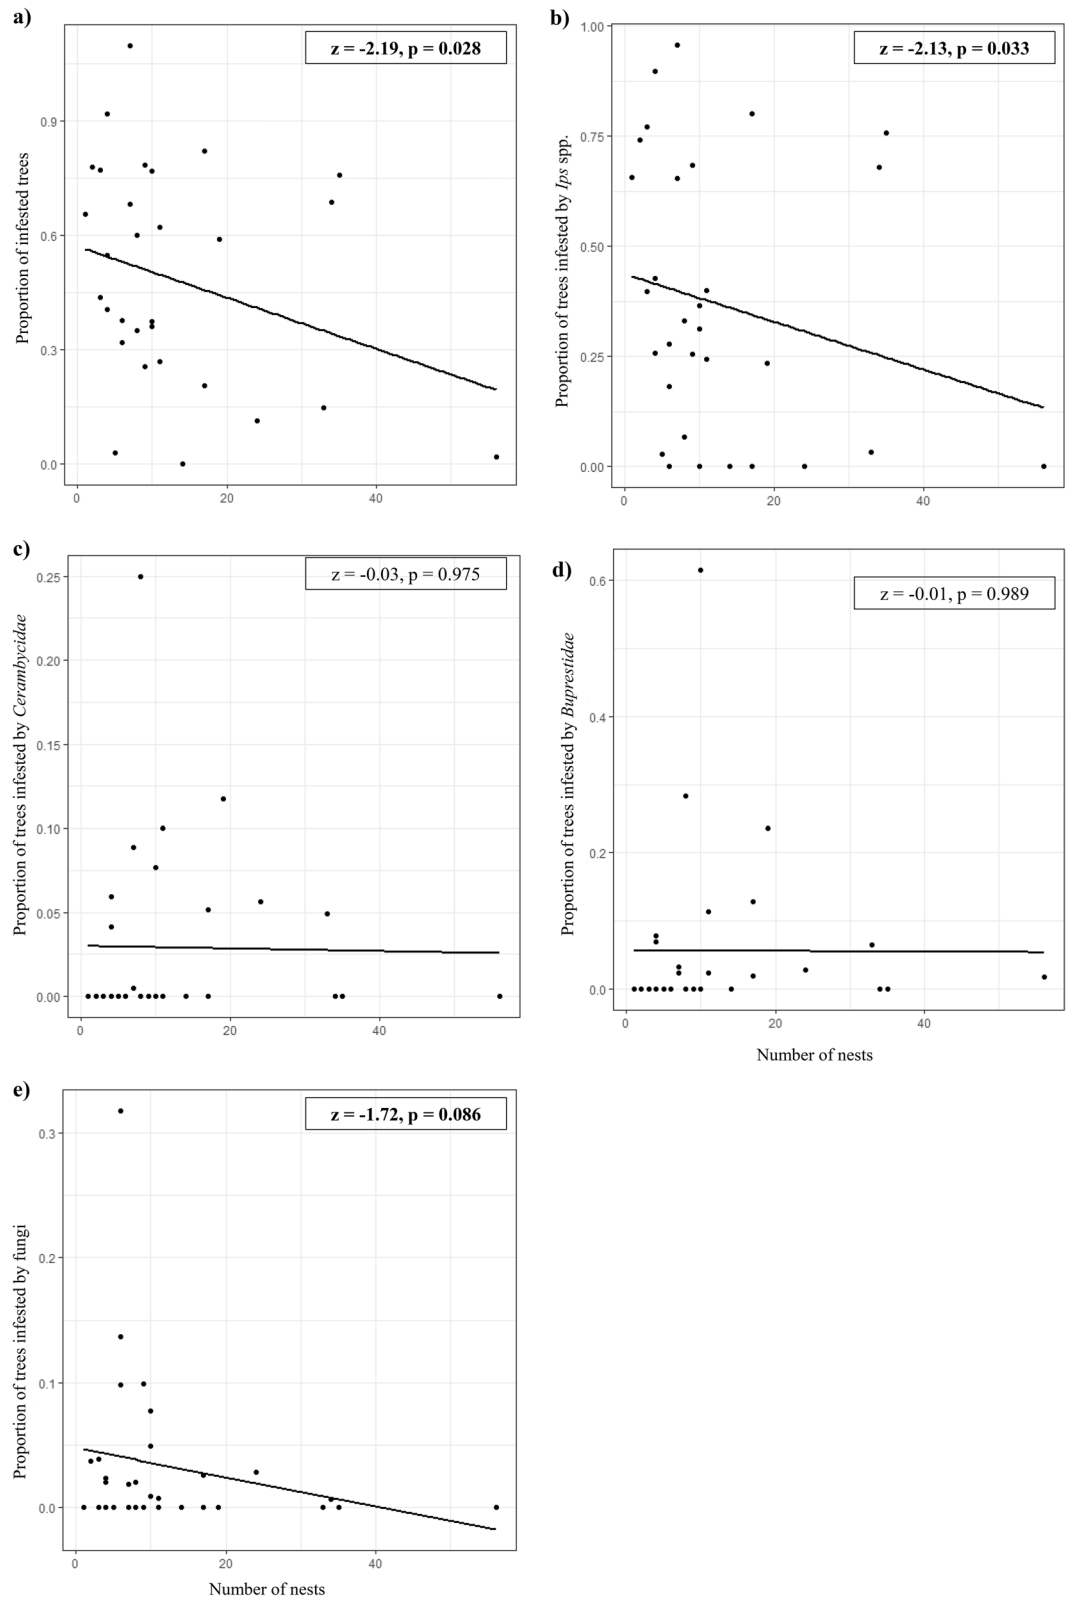 a)
z = -2.19, p = 0.028
Proportion of infested trees
0.9
0.6
0.3
0.0
0
20
40
b)
z = -2.13, p = 0.033
Proportion of trees infested by Ips spp.
1.00
0.75
0.50
0.25
0.00
0
20
40
c)
z = -0.03, p = 0.975
Proportion of trees infested by Cerambycidae
0.25
0.20
0.15
0.10
0.05
0.00
0
20
40
d)
z = -0.01, p = 0.989
Proportion of trees infested by Buprestidae
0.6
0.4
0.2
0.0
0
20
40
Number of nests
e)
z = -1.72, p = 0.086
Proportion of trees infested by fungi
0.3
0.2
0.1
0.0
0
20
40
Number of nests